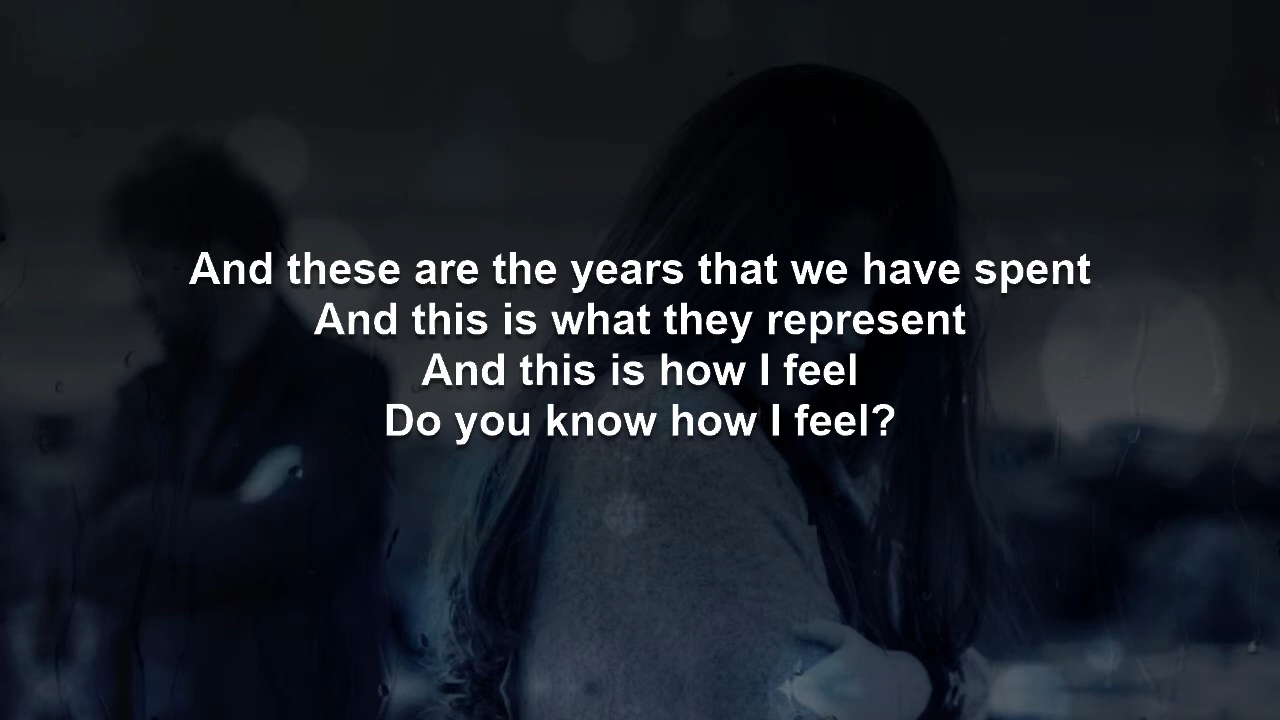 And these are the years that we have spent
And this is what they represent
And this is how I feel
Do you know how I feel?